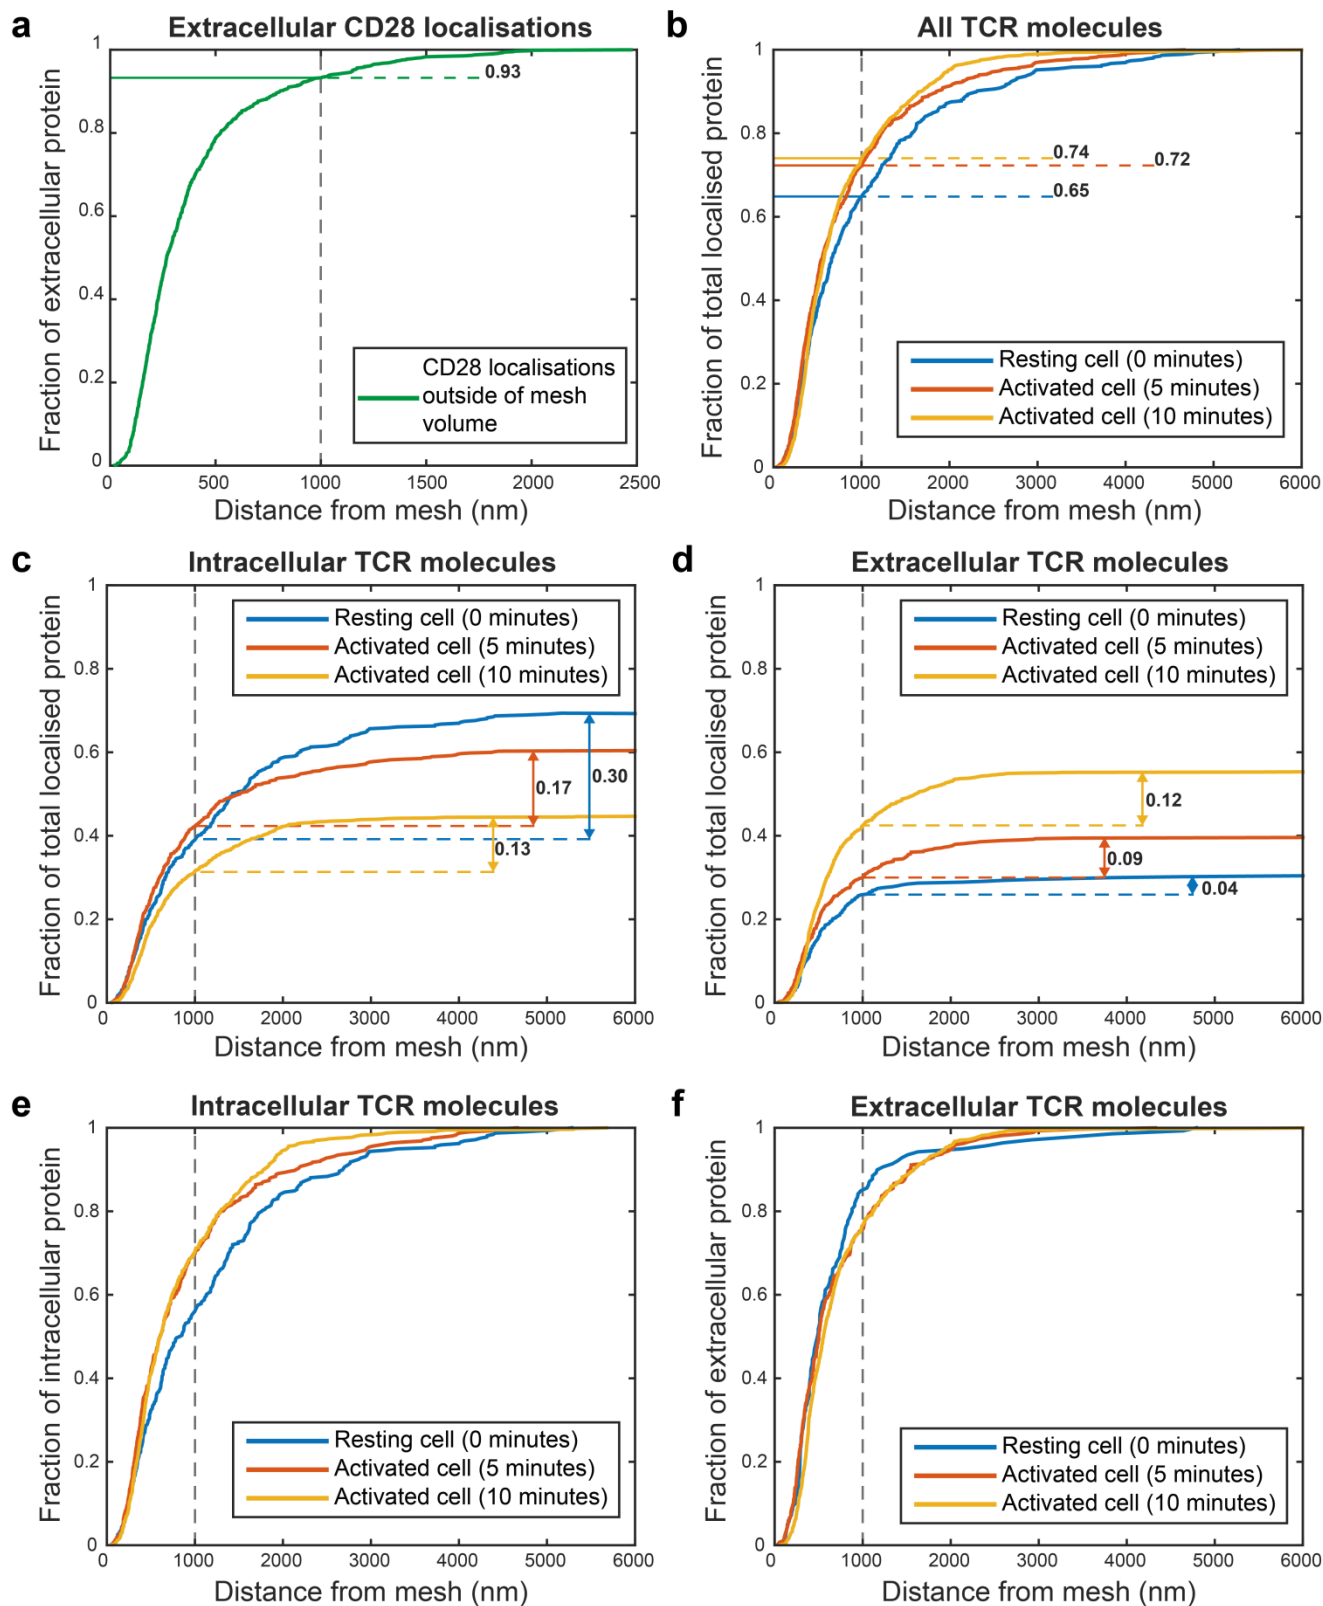 a
Extracellular CD28 localisations
Fraction of extracellular protein
1
0.8
0.6
0.4
0.2
0
0.93
CD28 localisations
outside of mesh
volume
0 500 1000 1500 2000 2500
Distance from mesh (nm)
b
All TCR molecules
Fraction of total localised protein
1
0.8
0.6
0.4
0.2
0
0.74
0.72
0.65
Resting cell (0 minutes)
Activated cell (5 minutes)
Activated cell (10 minutes)
0 1000 2000 3000 4000 5000 6000
Distance from mesh (nm)
c
Intracellular TCR molecules
Fraction of total localised protein
1
0.8
0.6
0.4
0.2
0
Resting cell (0 minutes)
Activated cell (5 minutes)
Activated cell (10 minutes)
0.17
0.30
0.13
0 1000 2000 3000 4000 5000 6000
Distance from mesh (nm)
d
Extracellular TCR molecules
Fraction of total localised protein
1
0.8
0.6
0.4
0.2
0
Resting cell (0 minutes)
Activated cell (5 minutes)
Activated cell (10 minutes)
0.12
0.09
0.04
0 1000 2000 3000 4000 5000 6000
Distance from mesh (nm)
e
Intracellular TCR molecules
Fraction of intracellular protein
1
0.8
0.6
0.4
0.2
0
Resting cell (0 minutes)
Activated cell (5 minutes)
Activated cell (10 minutes)
0 1000 2000 3000 4000 5000 6000
Distance from mesh (nm)
f
Extracellular TCR molecules
Fraction of extracellular protein
1
0.8
0.6
0.4
0.2
0
Resting cell (0 minutes)
Activated cell (5 minutes)
Activated cell (10 minutes)
0 1000 2000 3000 4000 5000 6000
Distance from mesh (nm)